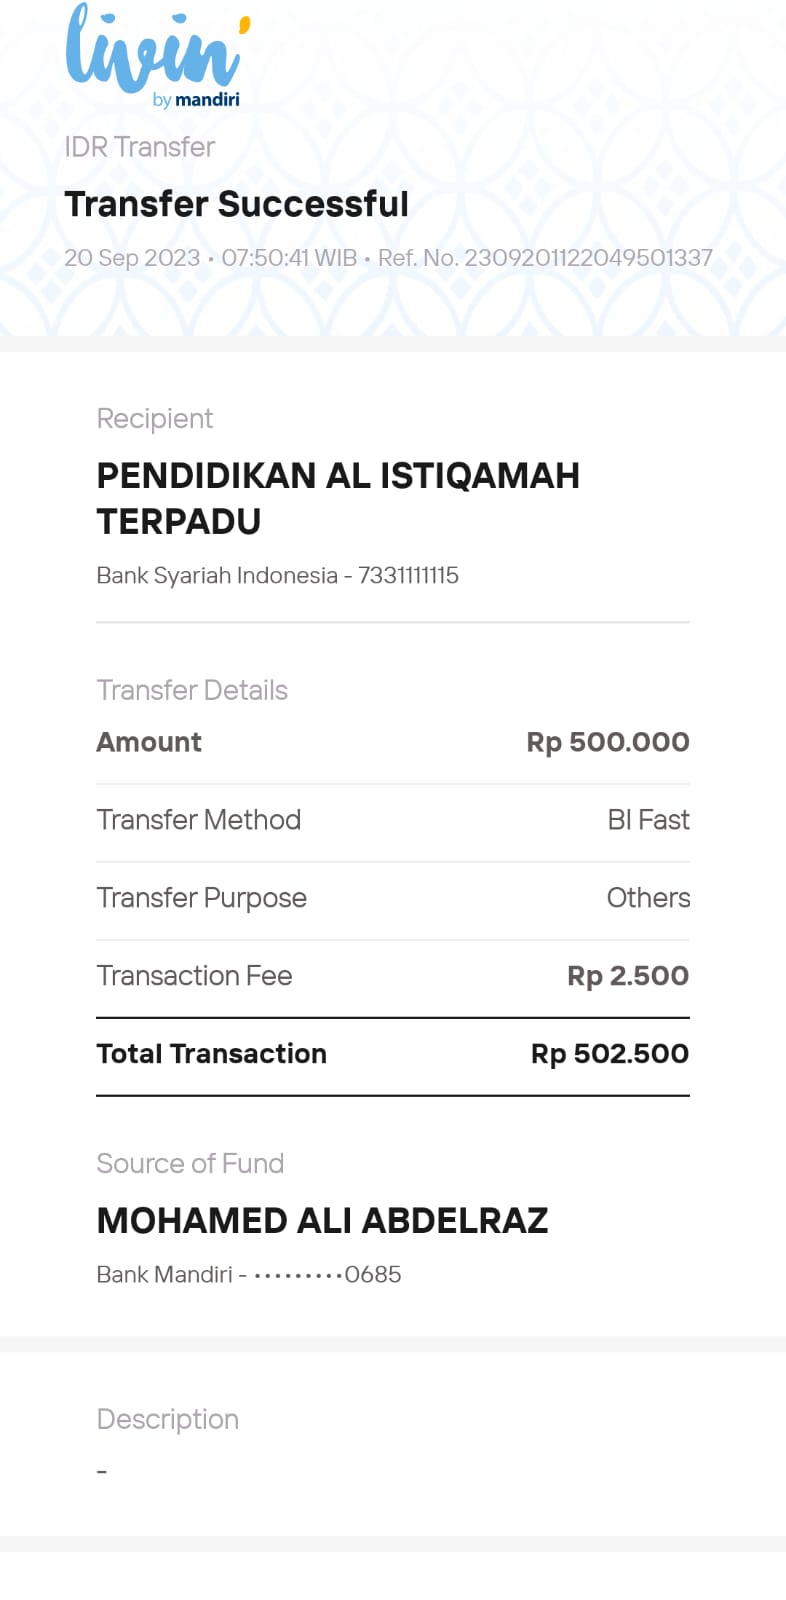 livin'
by mandiri
IDR Transfer
Transfer Successful
20 Sep 2023 • 07:50:41 WIB • Ref. No. 2309201122049501337
Recipient
PENDIDIKAN AL ISTIQAMAH
TERPADU
Bank Syariah Indonesia - 7331111115
Transfer Details
Amount Rp 500.000
Transfer Method BI Fast
Transfer Purpose Others
Transaction Fee Rp 2.500
Total Transaction Rp 502.500
Source of Fund
MOHAMED ALI ABDELRAZ
Bank Mandiri - •••••••••0685
Description
-